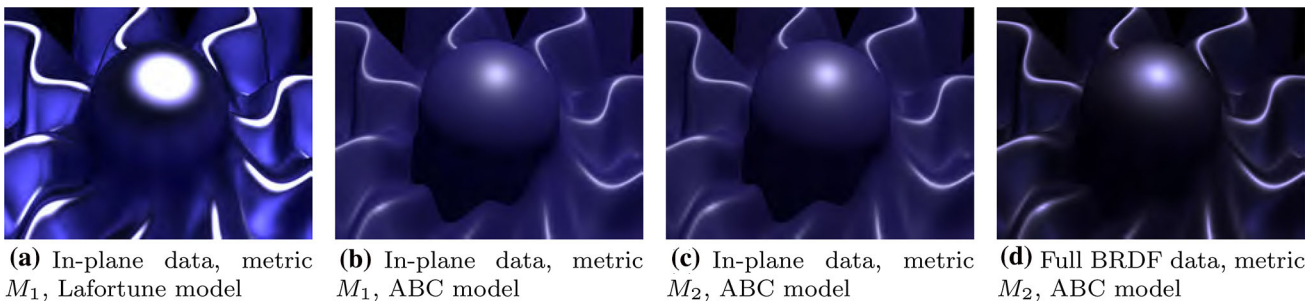 (a) In-plane data, metric
M1, Lafortune model
(b) In-plane data, metric
M1, ABC model
(c) In-plane data, metric
M2, ABC model
(d) Full BRDF data, metric
M2, ABC model